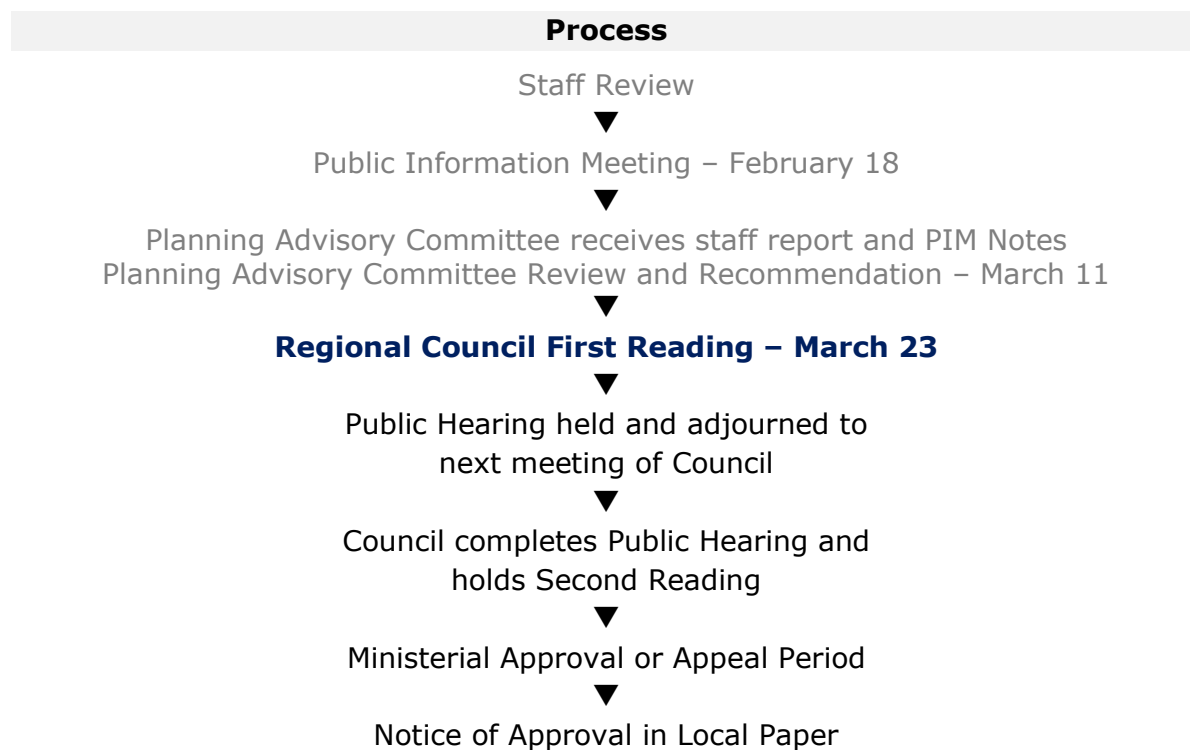 Process
Staff Review
Public Information Meeting – February 18
Planning Advisory Committee receives staff report and PIM Notes
Planning Advisory Committee Review and Recommendation – March 11
Regional Council First Reading – March 23
Public Hearing held and adjourned to
next meeting of Council
Council completes Public Hearing and
holds Second Reading
Ministerial Approval or Appeal Period
Notice of Approval in Local Paper